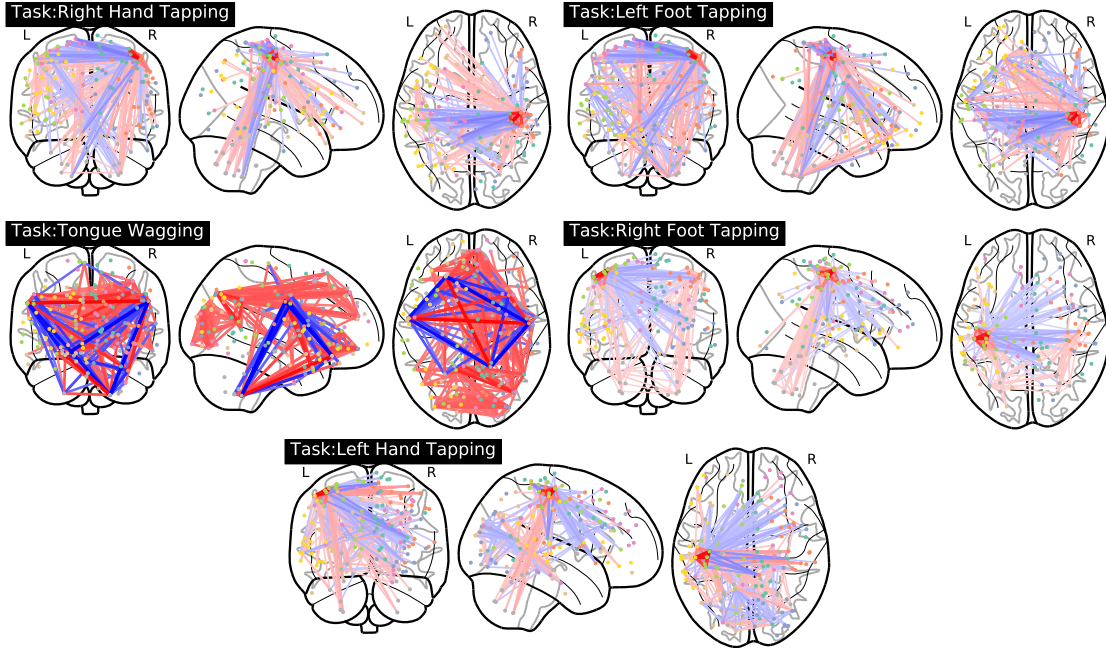 Task:Right Hand Tapping
L R L R
Task:Left Foot Tapping
L R L R
Task:Tongue Wagging
L R L R
Task:Right Foot Tapping
L R L R
Task:Left Hand Tapping
L R L R